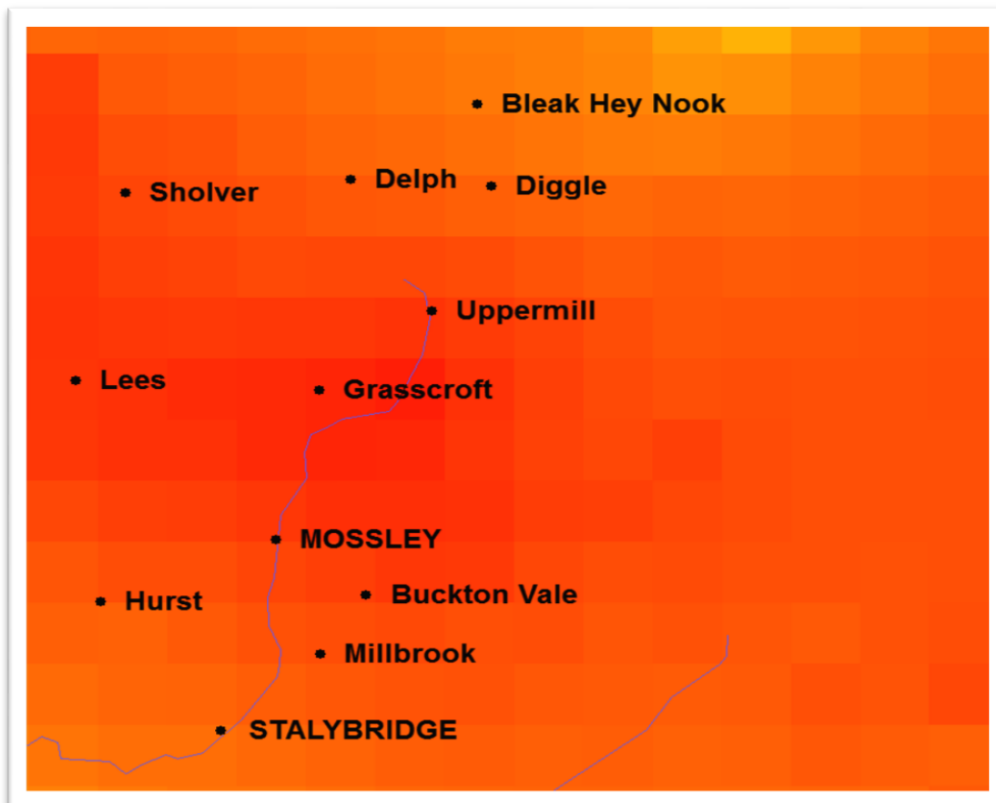 Bleak Hey Nook
Delph
Diggle
Sholver
Uppermill
Lees
Grasscroft
MOSSLEY
Buckton Vale
Hurst
Millbrook
STALYBRIDGE